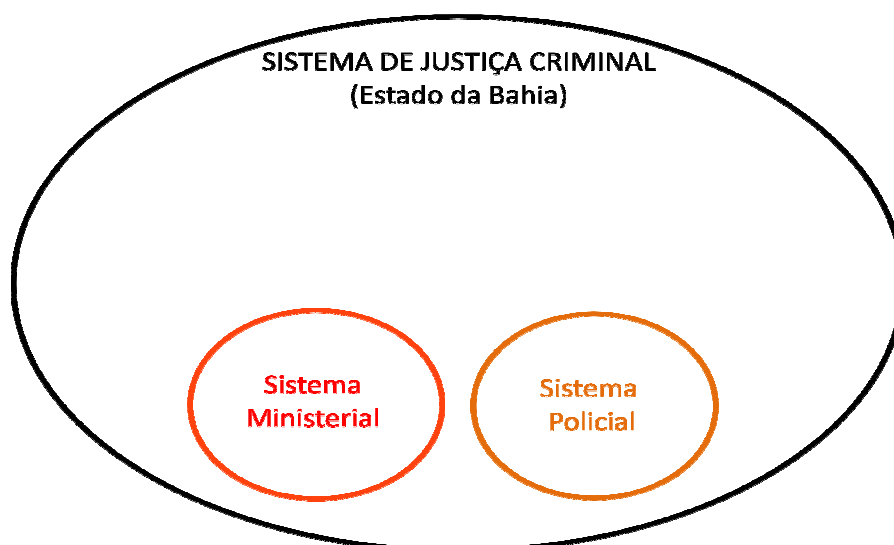 SISTEMA DE JUSTIÇA CRIMINAL
(Estado da Bahia)
Sistema
Ministerial
Sistema
Policial